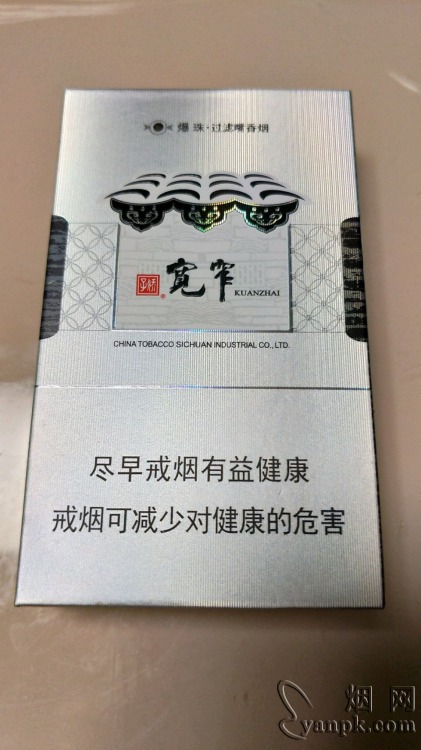 爆珠·过滤嘴香烟
娇子® 宽窄 KUANZHAI
CHINA TOBACCO SICHUAN INDUSTRIAL CO., LTD.
尽早戒烟有益健康
戒烟可减少对健康的危害
烟网
yanpk.com